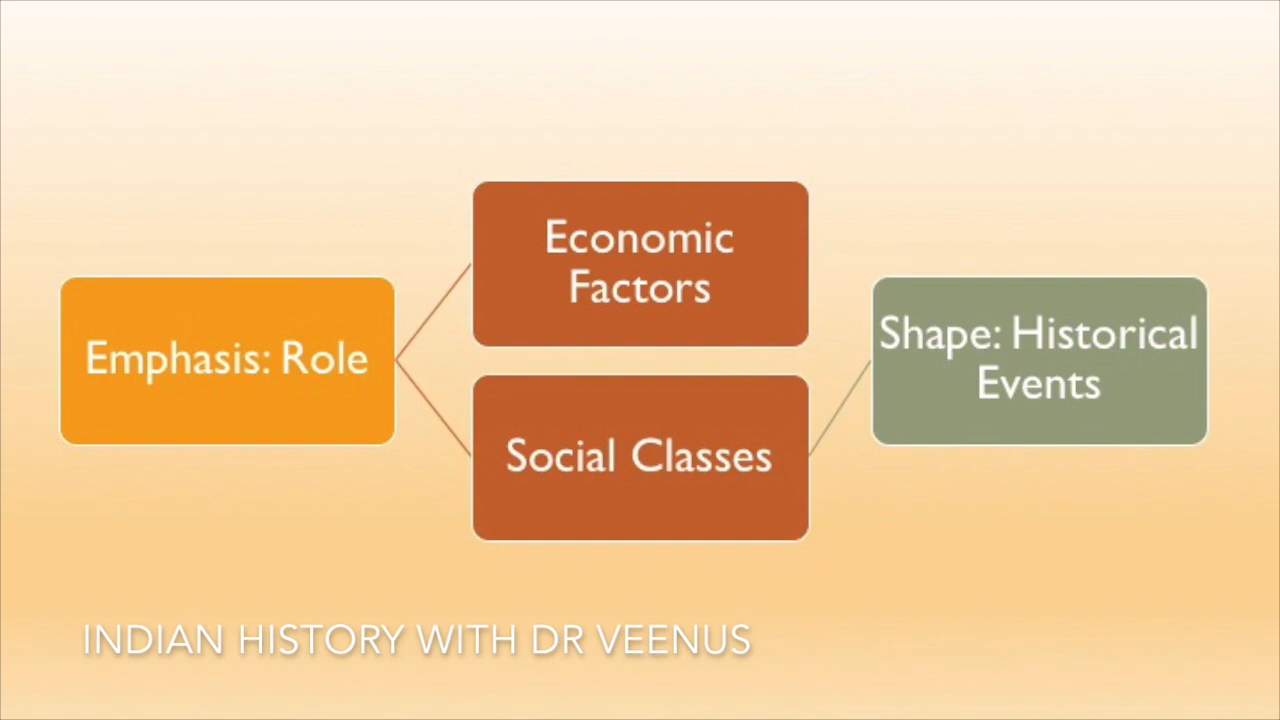 Emphasis: Role
Economic
Factors
Social Classes
Shape: Historical
Events
INDIAN HISTORY WITH DR VEENUS